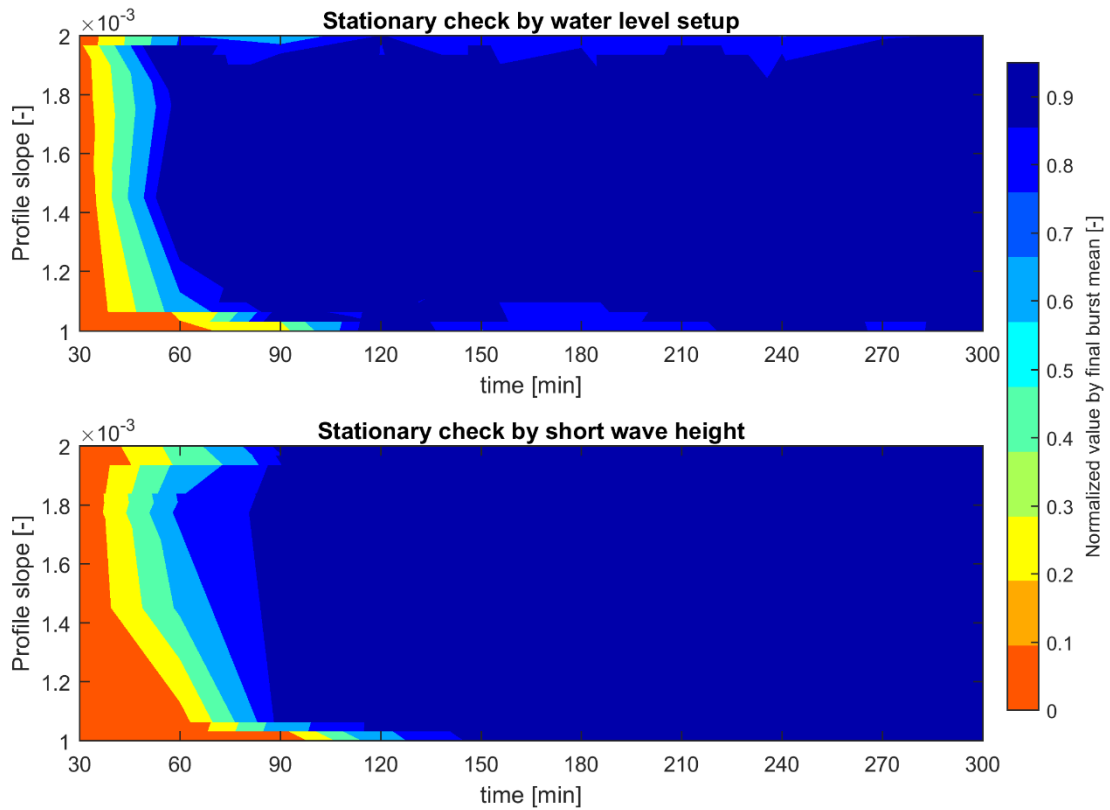 Stationary check by water level setup
×10⁻³
2
1.8
1.6
1.4
1.2
1
Profile slope [-]
30 60 90 120 150 180 210 240 270 300
time [min]
Stationary check by short wave height
×10⁻³
2
1.8
1.6
1.4
1.2
1
Profile slope [-]
30 60 90 120 150 180 210 240 270 300
time [min]
0.9
0.8
0.7
0.6
0.5
0.4
0.3
0.2
0.1
0
Normalized value by final burst mean [-]